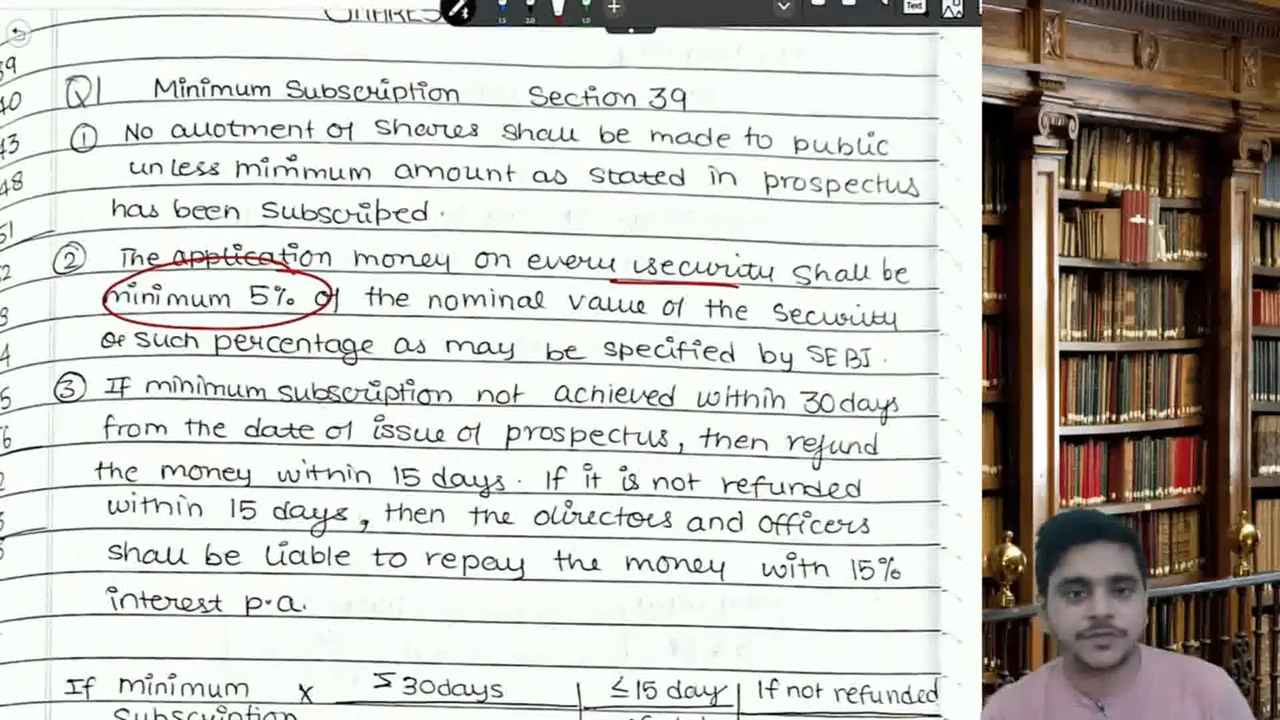 SHARES
Q1 Minimum Subscription Section 39
① No allotment of shares shall be made to public
unless minimum amount as stated in prospectus
has been subscribed.
② The application money on every security shall be
minimum 5% of the nominal value of the security
or such percentage as may be specified by SEBI.
③ If minimum subscription not achieved within 30 days
from the date of issue of prospectus, then refund
the money within 15 days. If it is not refunded
within 15 days, then the directors and officers
shall be liable to repay the money with 15%
interest p.a.
If minimum x ≤ 30 days ≤ 15 day If not refunded
Subscription